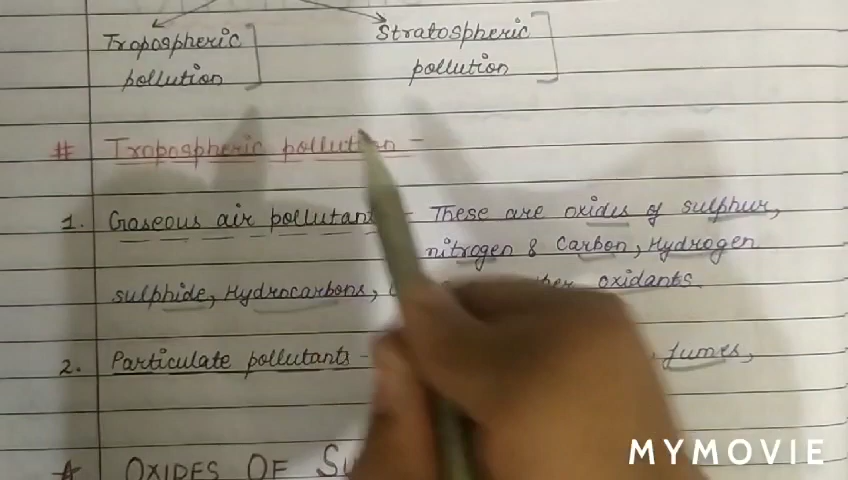 Tropospheric Stratospheric
pollution pollution
# Tropospheric pollution -
1. Gaseous air pollutant - These are oxides of sulphur,
nitrogen & Carbon, Hydrogen
sulphide, Hydrocarbons, oxidants.
2. Particulate pollutants - fumes,
OXIDES OF
MYMOVIE